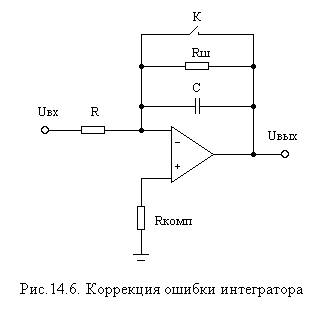 K
Rш
C
Uвх
R
Uвых
−
+
Rкомп
Рис.14.6. Коррекция ошибки интегратора